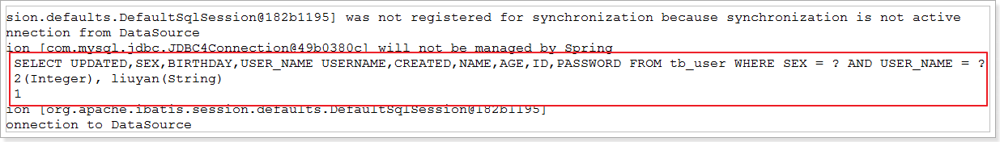 sion.defaults.DefaultSqlSession@182b1195] was not registered for synchronization because synchronization is not active
nnection from DataSource
ion [com.mysql.jdbc.JDBC4Connection@49b0380c] will not be managed by Spring
SELECT UPDATED,SEX,BIRTHDAY,USER_NAME USERNAME,CREATED,NAME,AGE,ID,PASSWORD FROM tb_user WHERE SEX = ? AND USER_NAME = ?
2(Integer), liuyan(String)
1
ion [org.apache.ibatis.session.defaults.DefaultSqlSession@182b1195]
onnection to DataSource